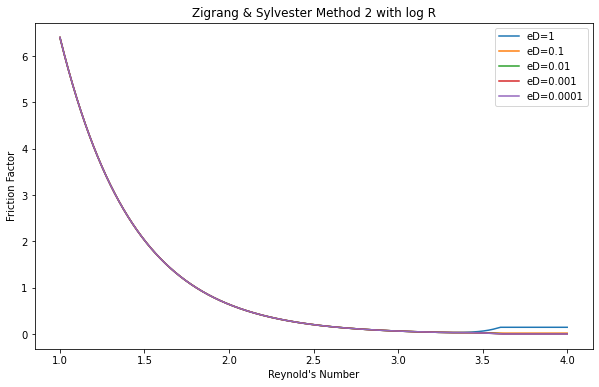 Zigrang & Sylvester Method 2 with log R
eD=1
eD=0.1
eD=0.01
eD=0.001
eD=0.0001
Friction Factor
6
5
4
3
2
1
0
1.0 1.5 2.0 2.5 3.0 3.5 4.0
Reynold's Number